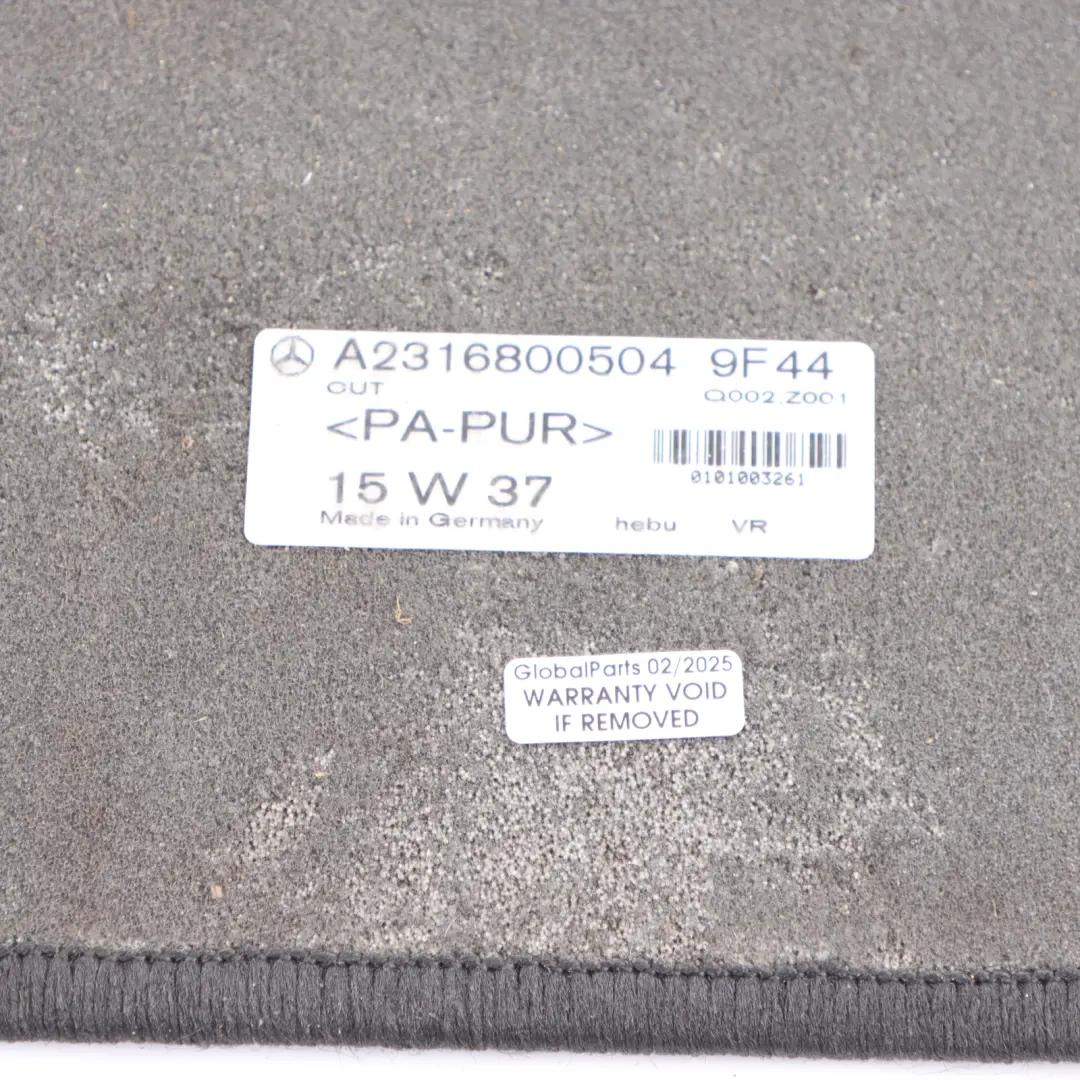 A2316800504 9F44
CUT Q002.Z001
<PA-PUR>
0101003261
15 W 37
Made in Germany hebu VR
GlobalParts 02/2025
WARRANTY VOID
IF REMOVED